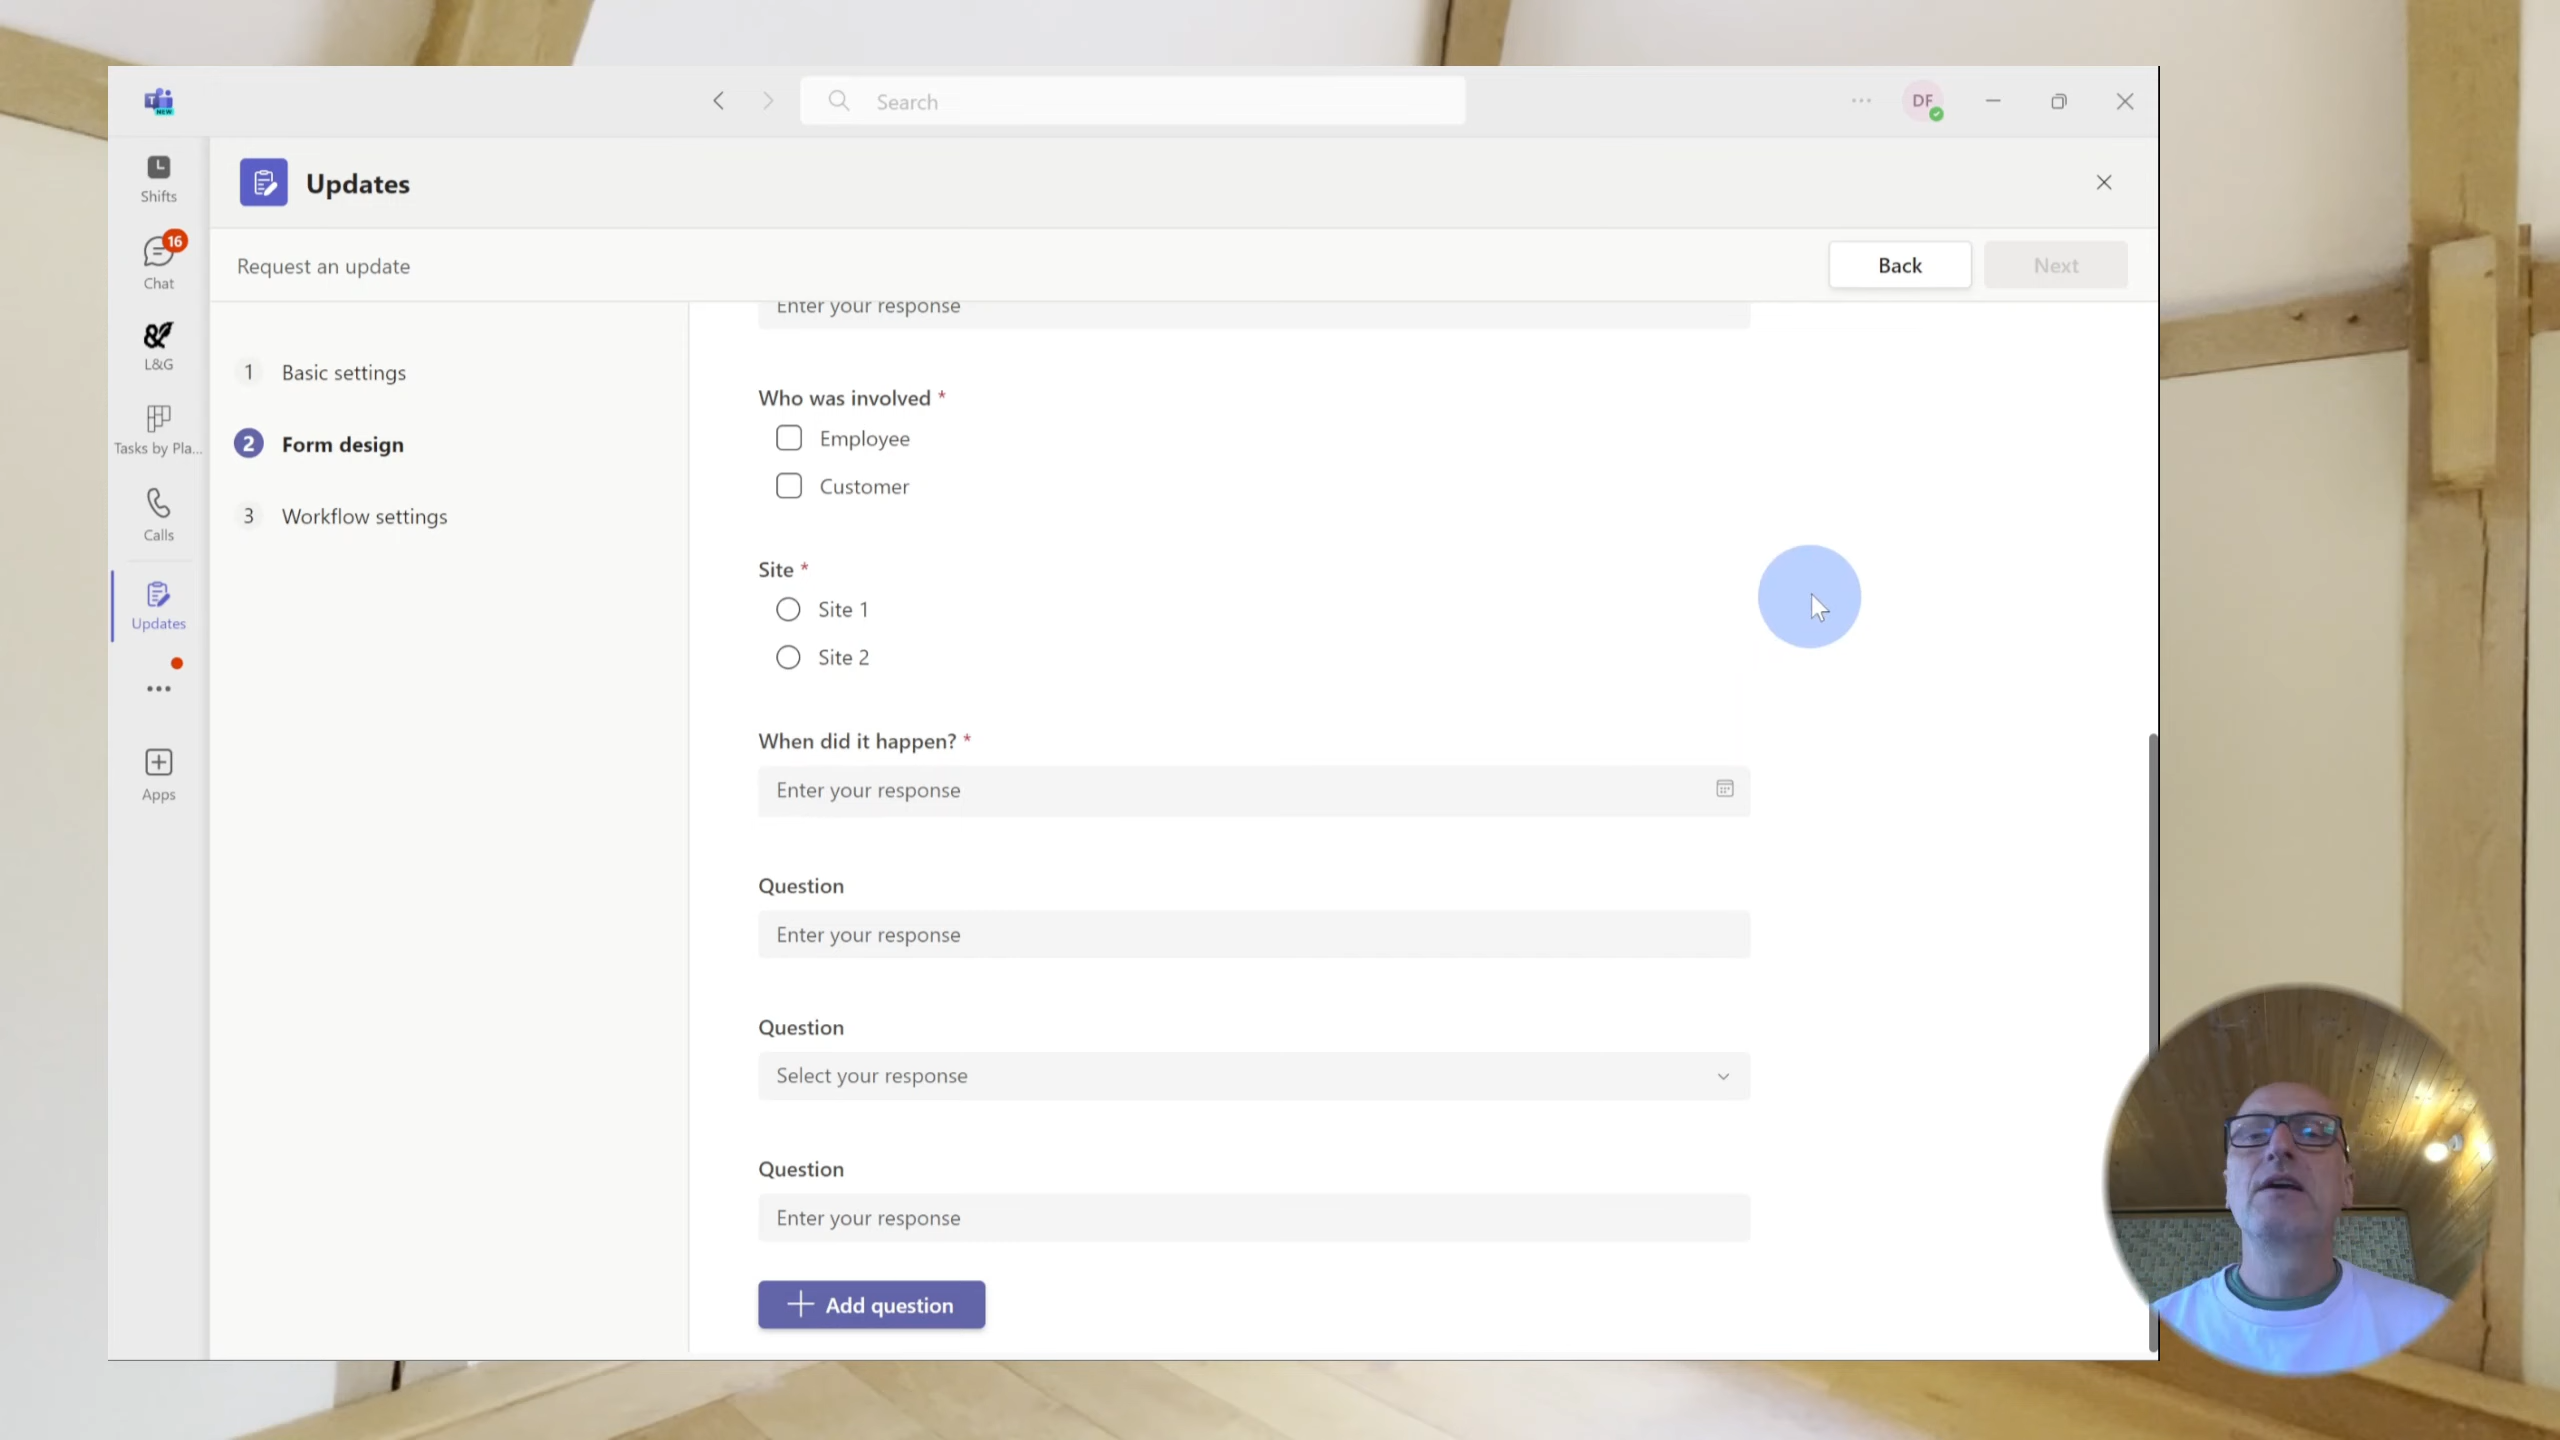 Search
DF
Shifts
16
Chat
L&G
Tasks by Pla...
Calls
Updates
Apps
Updates
Request an update
Back
Next
1 Basic settings
2 Form design
3 Workflow settings
Enter your response
Who was involved *
Employee
Customer
Site *
Site 1
Site 2
When did it happen? *
Enter your response
Question
Enter your response
Question
Select your response
Question
Enter your response
Add question